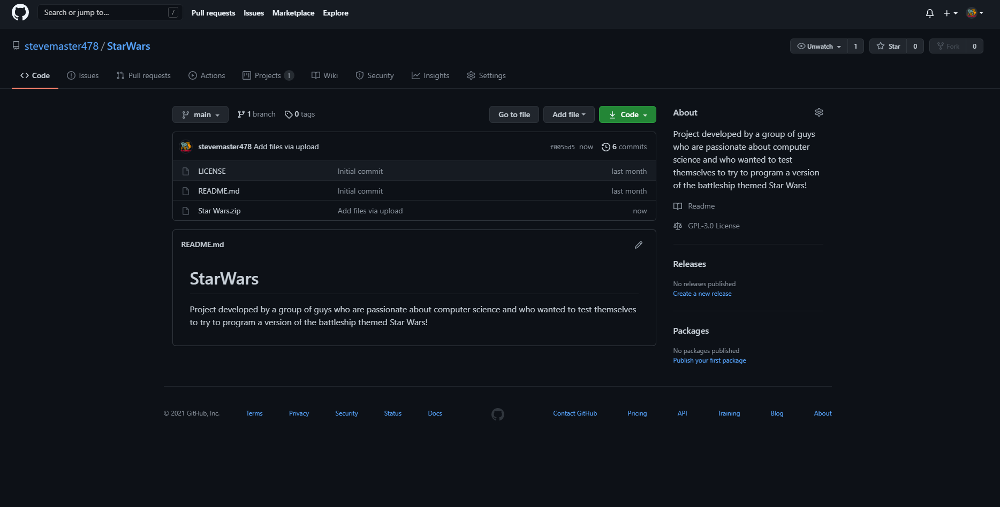 Search or jump to... /
Pull requests Issues Marketplace Explore
stevemaster478 / StarWars
Unwatch 1 Star 0 Fork 0
Code Issues Pull requests Actions Projects 1 Wiki Security Insights Settings
main 1 branch 0 tags Go to file Add file Code
stevemaster478 Add files via upload f005bd5 now 6 commits
LICENSE Initial commit last month
README.md Initial commit last month
Star Wars.zip Add files via upload now
README.md
StarWars
Project developed by a group of guys who are passionate about computer science and who wanted to test themselves
to try to program a version of the battleship themed Star Wars!
About
Project developed by a group of guys
who are passionate about computer
science and who wanted to test
themselves to try to program a version
of the battleship themed Star Wars!
Readme
GPL-3.0 License
Releases
No releases published
Create a new release
Packages
No packages published
Publish your first package
© 2021 GitHub, Inc. Terms Privacy Security Status Docs Contact GitHub Pricing API Training Blog About